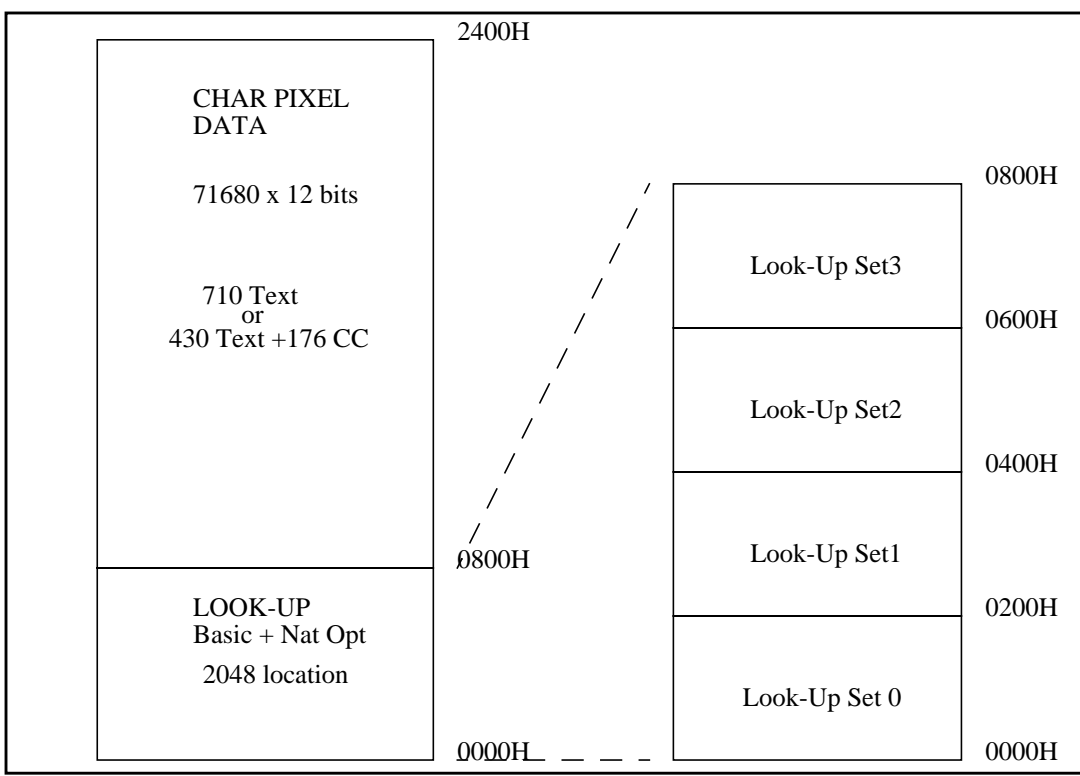 2400H
CHAR PIXEL
DATA
71680 x 12 bits
710 Text
or
430 Text +176 CC
0800H
LOOK-UP
Basic + Nat Opt
2048 location
0000H
0800H
Look-Up Set3
0600H
Look-Up Set2
0400H
Look-Up Set1
0200H
Look-Up Set 0
0000H